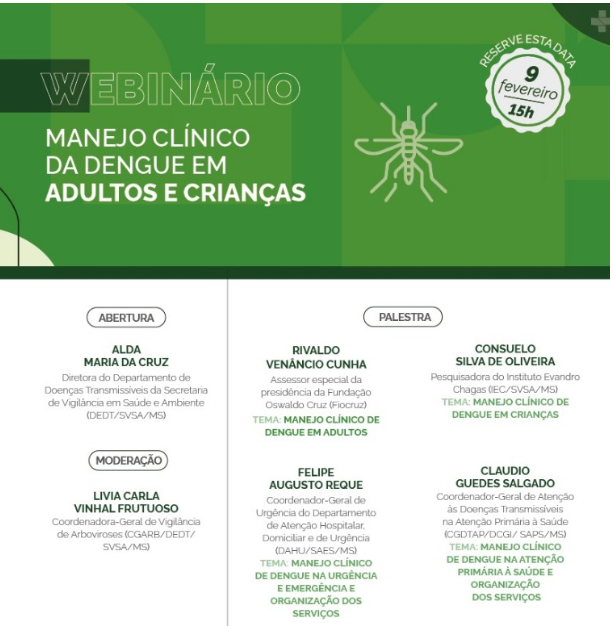 WEBINÁRIO
MANEJO CLÍNICO
DA DENGUE EM
ADULTOS E CRIANÇAS
RESERVE ESTA DATA
9
fevereiro
15h
ABERTURA
ALDA
MARIA DA CRUZ
Diretora do Departamento de
Doenças Transmissíveis da Secretaria
de Vigilância em Saúde e Ambiente
(DEDT/SVSA/MS)
MODERAÇÃO
LIVIA CARLA
VINHAL FRUTUOSO
Coordenadora-Geral de Vigilância
de Arboviroses (CGARB/DEDT/
SVSA/MS)
PALESTRA
RIVALDO
VENÂNCIO CUNHA
Assessor especial da
presidência da Fundação
Oswaldo Cruz (Fiocruz)
TEMA: MANEJO CLÍNICO DE
DENGUE EM ADULTOS
CONSUELO
SILVA DE OLIVEIRA
Pesquisadora do Instituto Evandro
Chagas (IEC/SVSA/MS)
TEMA: MANEJO CLÍNICO DE
DENGUE EM CRIANÇAS
FELIPE
AUGUSTO REQUE
Coordenador-Geral de
Urgência do Departamento
de Atenção Hospitalar,
Domiciliar e de Urgência
(DAHU/SAES/MS)
TEMA: MANEJO CLÍNICO
DE DENGUE NA URGÊNCIA
E EMERGÊNCIA E
ORGANIZAÇÃO DOS
SERVIÇOS
CLAUDIO
GUEDES SALGADO
Coordenador-Geral de Atenção
às Doenças Transmissíveis
na Atenção Primária à Saúde
(CGDTAP/DCGI/ SAPS/MS)
TEMA: MANEJO CLÍNICO
DE DENGUE NA ATENÇÃO
PRIMÁRIA À SAÚDE E
ORGANIZAÇÃO
DOS SERVIÇOS